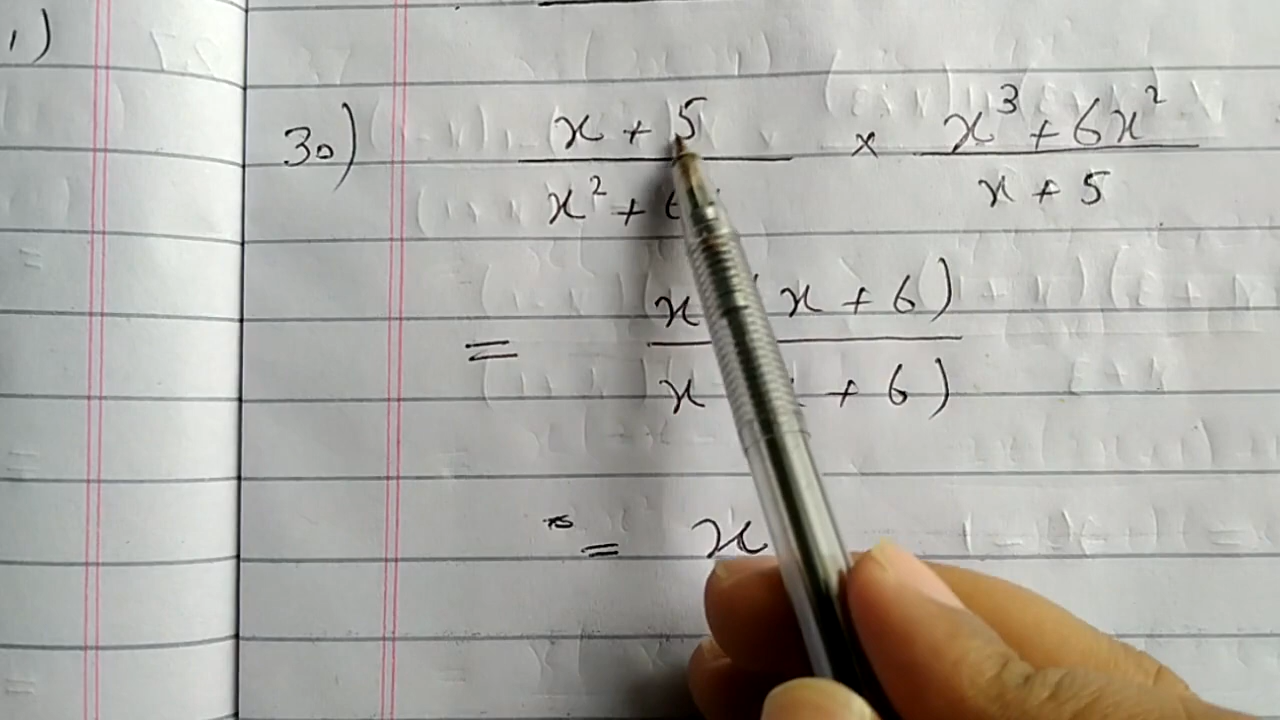 1)
30) x + 5 / x² + 6 × x³ + 6x² / x + 5
= x ( x + 6) / x + 6)
= x